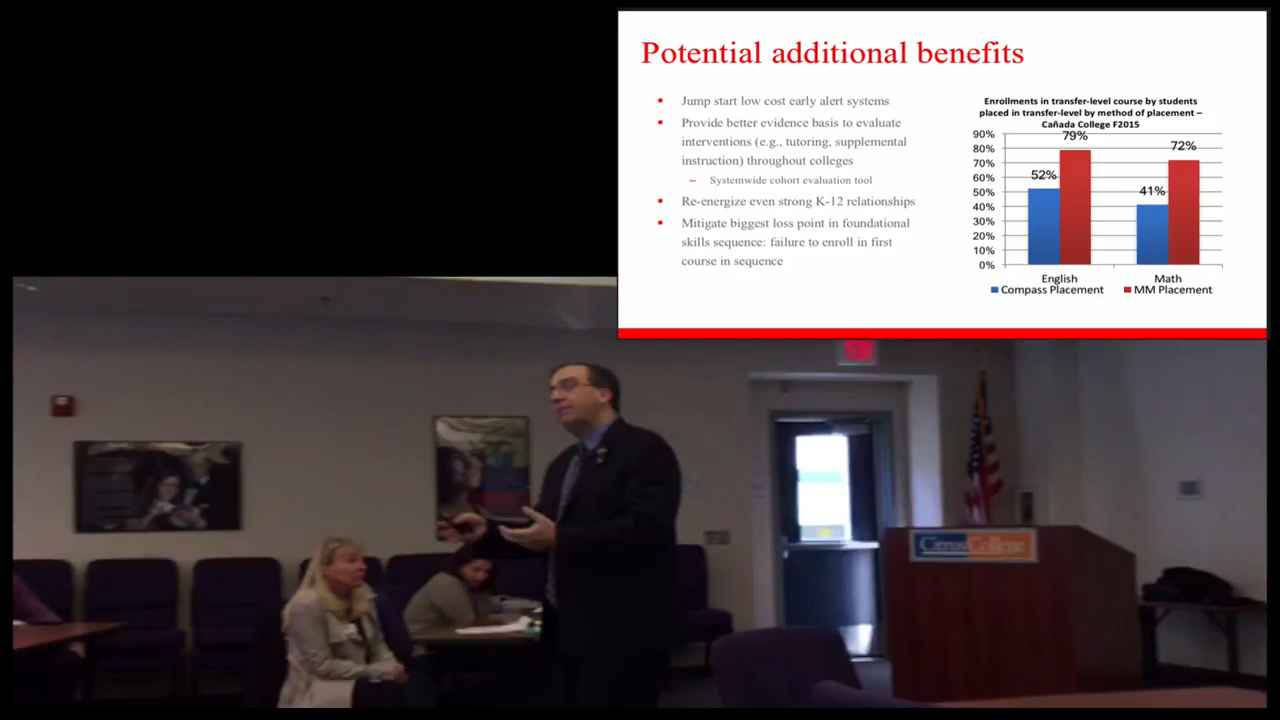 Potential additional benefits
Jump start low cost early alert systems
Provide better evidence basis to evaluate
interventions (e.g., tutoring, supplemental
instruction) throughout colleges
– Systemwide cohort evaluation tool
Re-energize even strong K-12 relationships
Mitigate biggest loss point in foundational
skills sequence: failure to enroll in first
course in sequence
Enrollments in transfer-level course by students
placed in transfer-level by method of placement –
Cañada College F2015
90%
80%
70%
60%
50%
40%
30%
20%
10%
0%
52%
79%
41%
72%
English
Math
Compass Placement
MM Placement
Citrus College